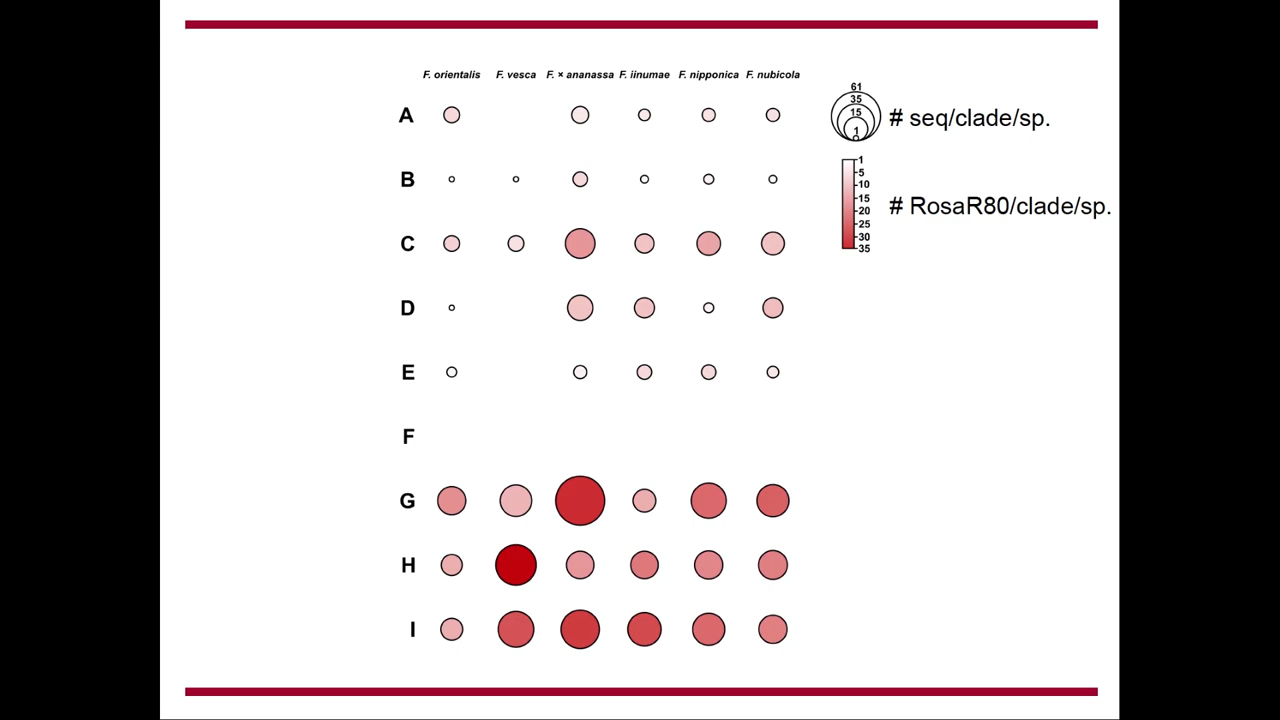 F. orientalis F. vesca F. × ananassa F. iinumae F. nipponica F. nubicola
A
B
C
D
E
F
G
H
I
61
35
15
1
# seq/clade/sp.
1
5
10
15
20
25
30
35
# RosaR80/clade/sp.